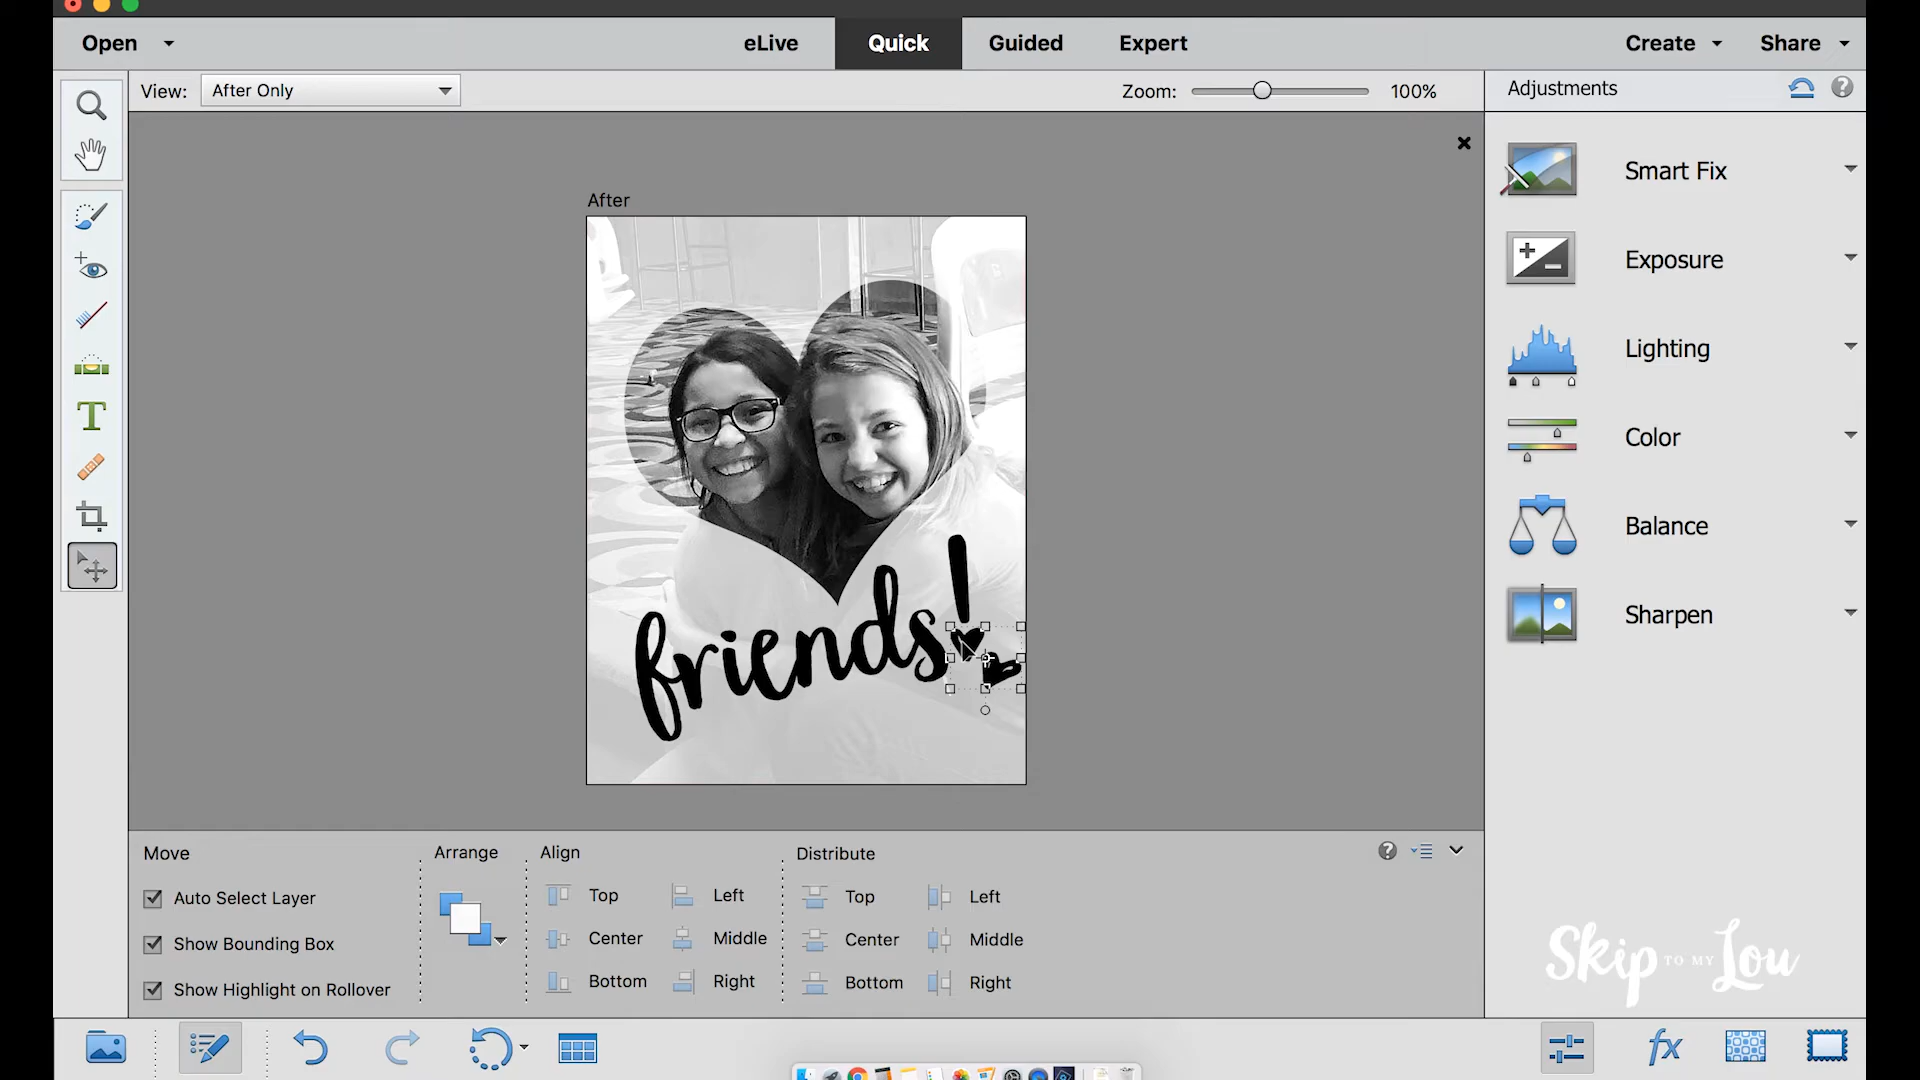 Open eLive Quick Guided Expert Create Share
View: After Only Zoom: 100% Adjustments
After
Smart Fix
Exposure
Lighting
Color
Balance
Sharpen
friends!
Move Arrange Align Distribute
Auto Select Layer Top Left Top Left
Show Bounding Box Center Middle Center Middle
Show Highlight on Rollover Bottom Right Bottom Right
Skip TO MY Lou
fx